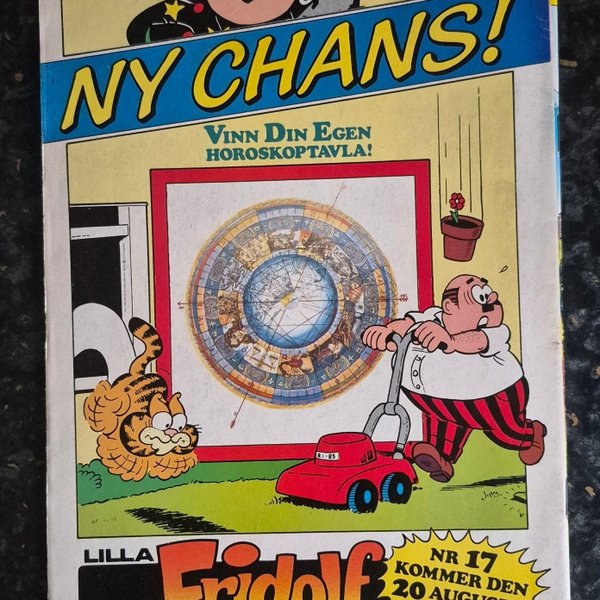 NY CHANS!
VINN DIN EGEN
HOROSKOPTAVLA!
LILLA
Fridolf
NR 17
KOMMER DEN
20 AUGUSTI